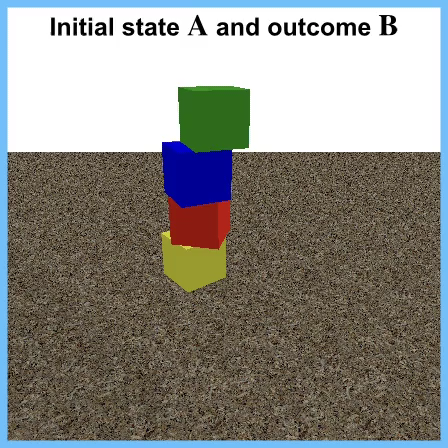 Initial state A and outcome B